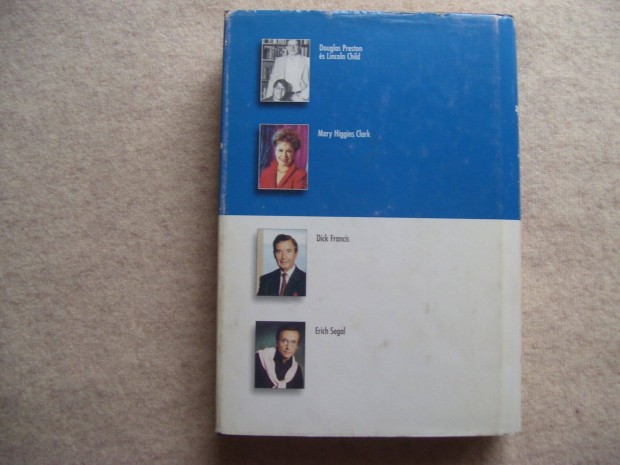 Douglas Preston
és Lincoln Child
Mary Higgins Clark
Dick Francis
Erich Segal